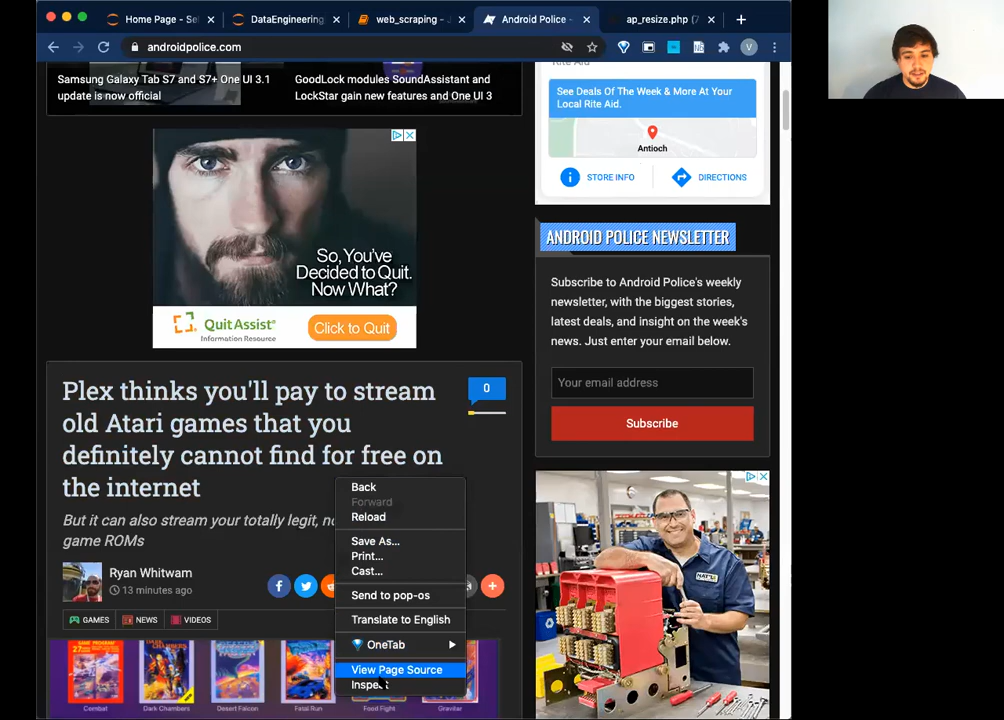 Home Page - Se
DataEngineering
web_scraping -
Android Police -
ap_resize.php (7
androidpolice.com
V
Samsung Galaxy Tab S7 and S7+ One UI 3.1
update is now official
GoodLock modules SoundAssistant and
LockStar gain new features and One UI 3
Rite Aid
See Deals Of The Week & More At Your
Local Rite Aid.
Antioch
STORE INFO
DIRECTIONS
So, You've
Decided to Quit.
Now What?
QuitAssist®
Information Resource
Click to Quit
ANDROID POLICE NEWSLETTER
Subscribe to Android Police's weekly
newsletter, with the biggest stories,
latest deals, and insight on the week's
news. Just enter your email below.
Your email address
Subscribe
Plex thinks you'll pay to stream
old Atari games that you
definitely cannot find for free on
the internet
0
But it can also stream your totally legit, no
game ROMs
Ryan Whitwam
13 minutes ago
GAMES
NEWS
VIDEOS
Back
Forward
Reload
Save As...
Print...
Cast...
Send to pop-os
Translate to English
OneTab
View Page Source
Inspect
Combat
Dark Chambers
Desert Falcon
Fatal Run
Food Fight
Gravitar